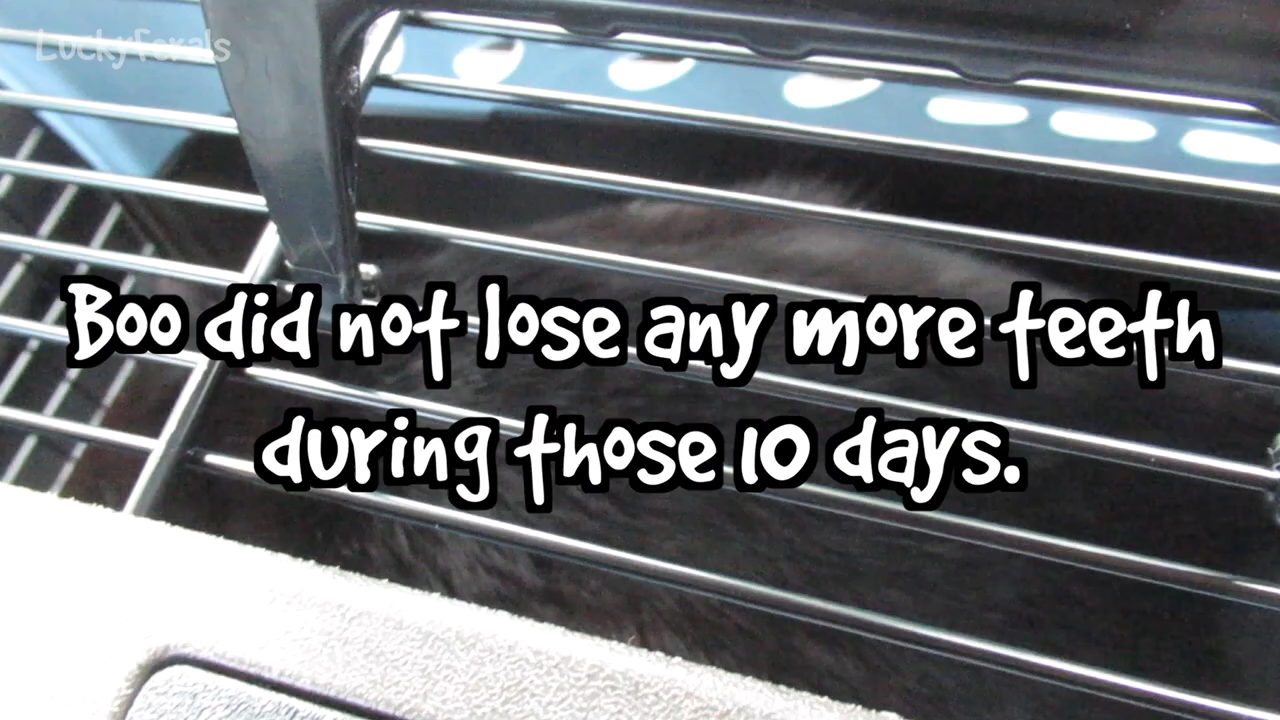 LuckyFerals
Boo did not lose any more teeth
during those 10 days.